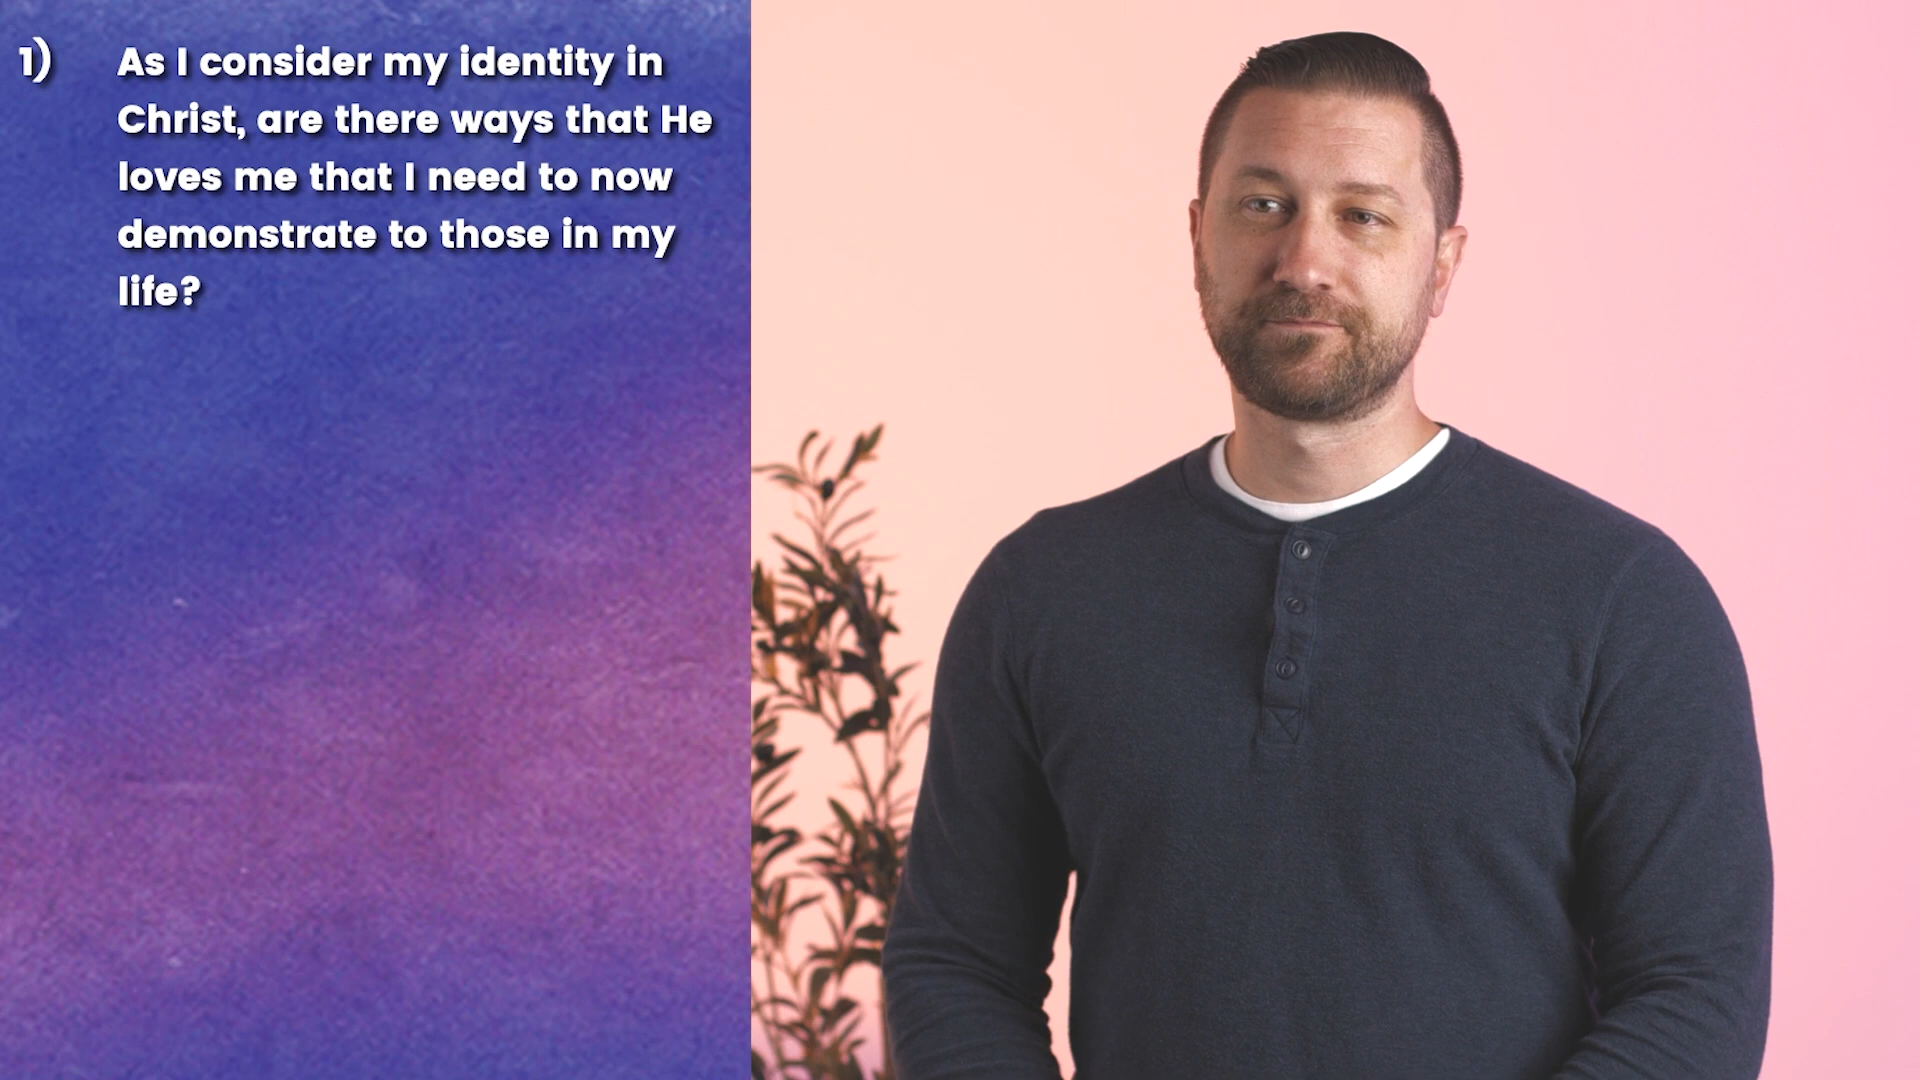 1) As I consider my identity in
Christ, are there ways that He
loves me that I need to now
demonstrate to those in my
life?